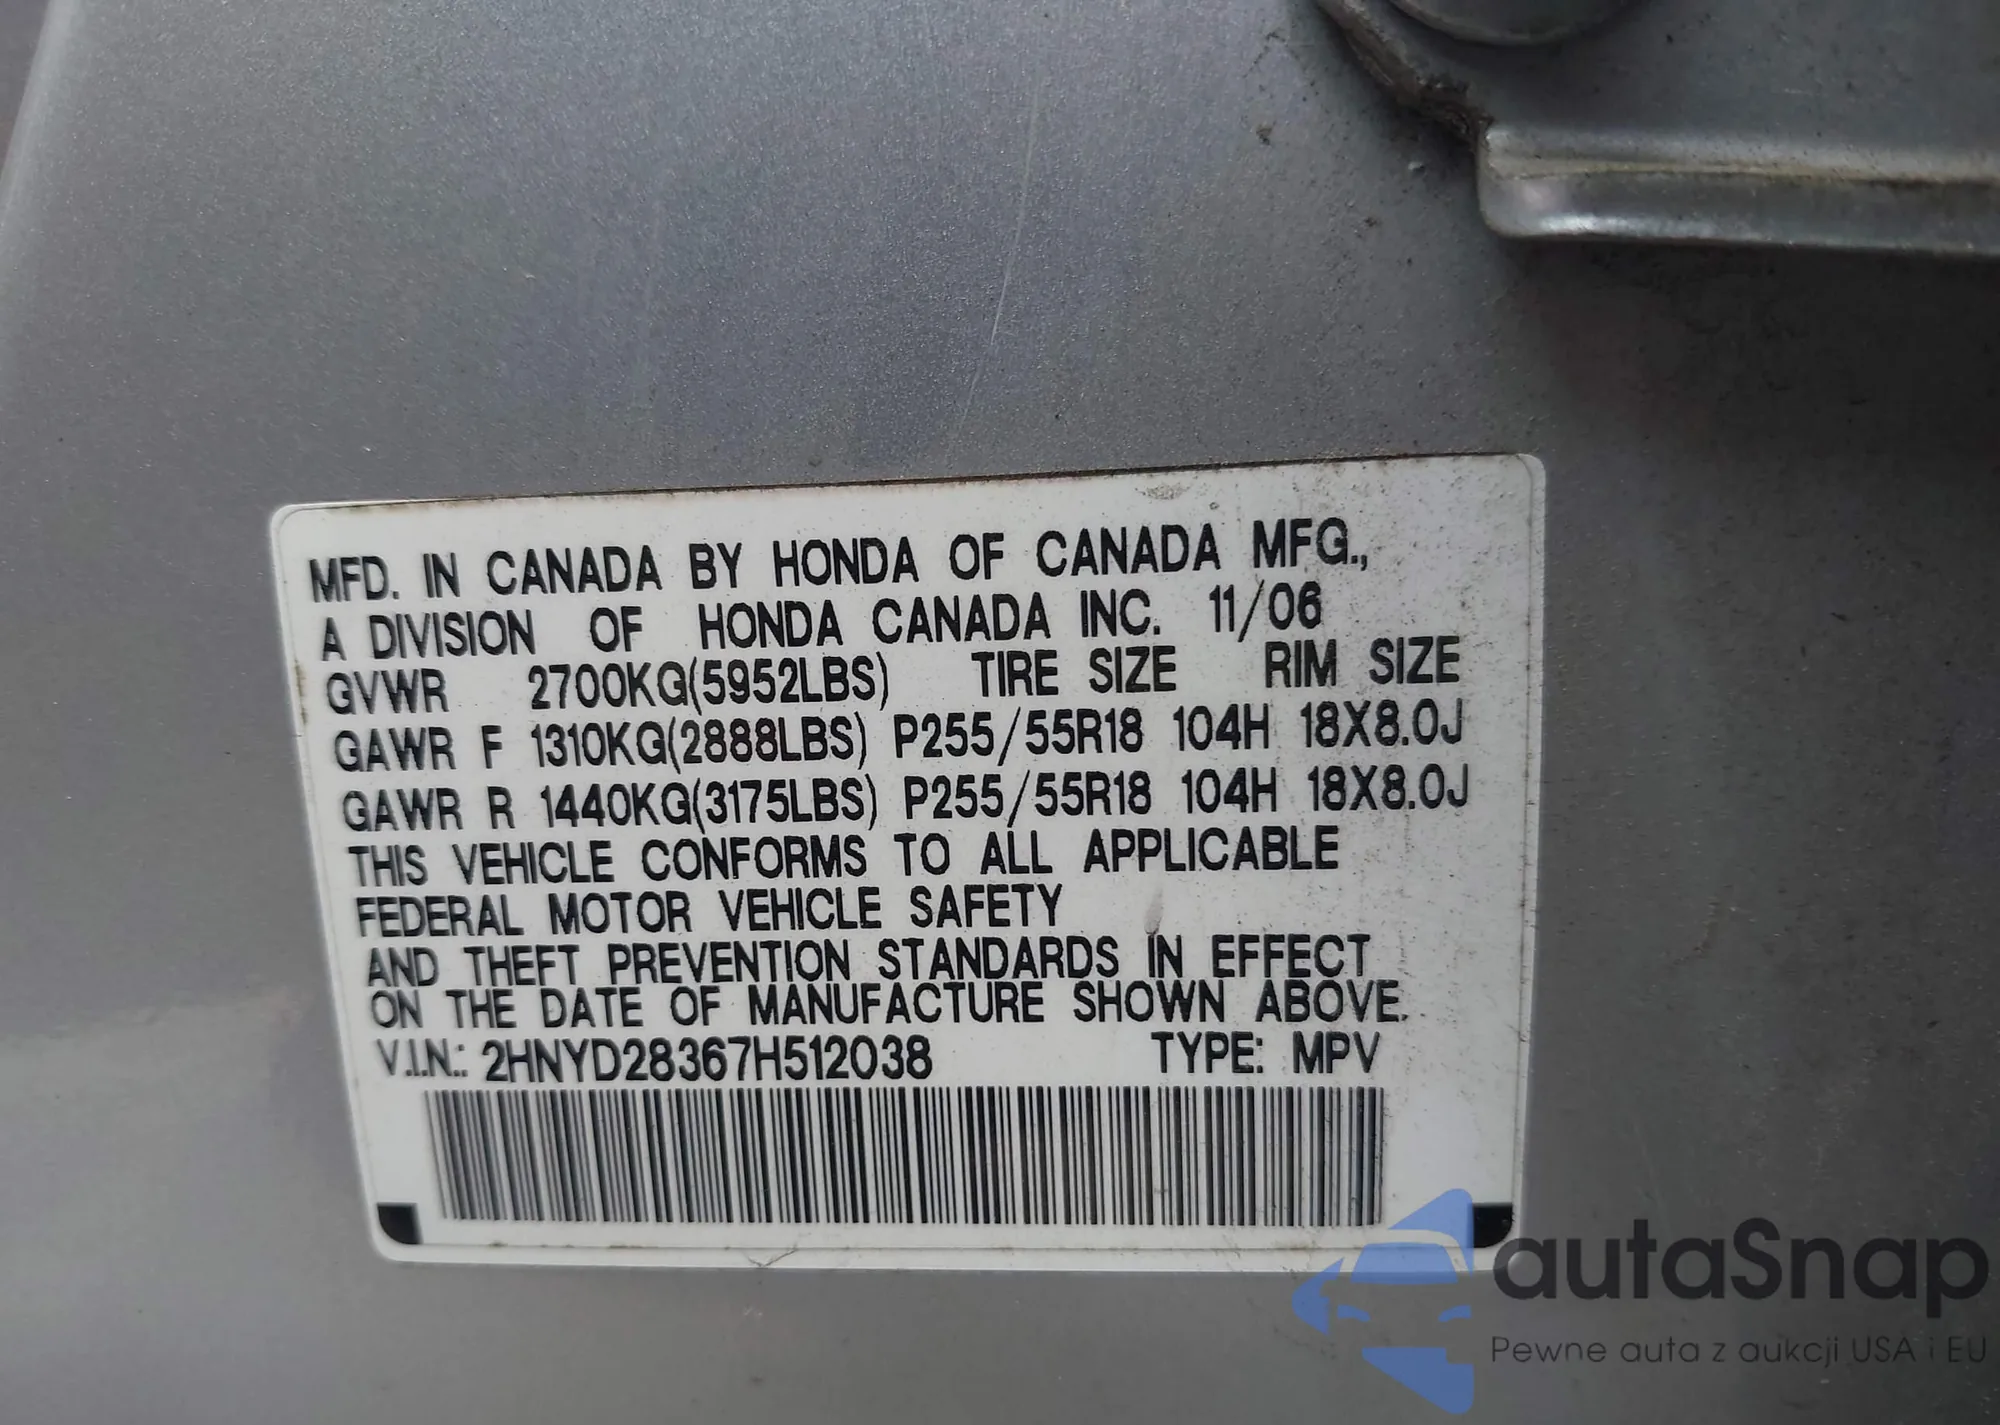 MFD. IN CANADA BY HONDA OF CANADA MFG.,
A DIVISION OF HONDA CANADA INC. 11/06
GVWR 2700KG(5952LBS) TIRE SIZE RIM SIZE
GAWR F 1310KG(2888LBS) P255/55R18 104H 18X8.0J
GAWR R 1440KG(3175LBS) P255/55R18 104H 18X8.0J
THIS VEHICLE CONFORMS TO ALL APPLICABLE
FEDERAL MOTOR VEHICLE SAFETY
AND THEFT PREVENTION STANDARDS IN EFFECT
ON THE DATE OF MANUFACTURE SHOWN ABOVE.
V.I.N.: 2HNYD28367H512038 TYPE: MPV
autaSnap
Pewne auta z aukcji USA i EU